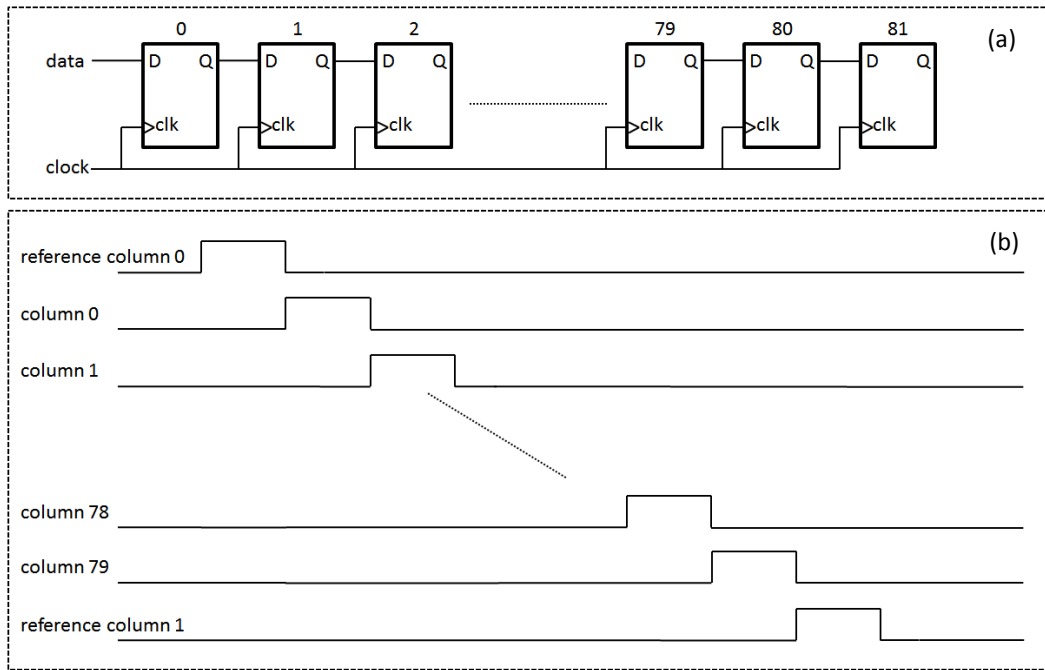 0 1 2 79 80 81
(a)
data D Q D Q D Q D Q D Q D Q
clk clk clk clk clk clk
clock
(b)
reference column 0
column 0
column 1
column 78
column 79
reference column 1